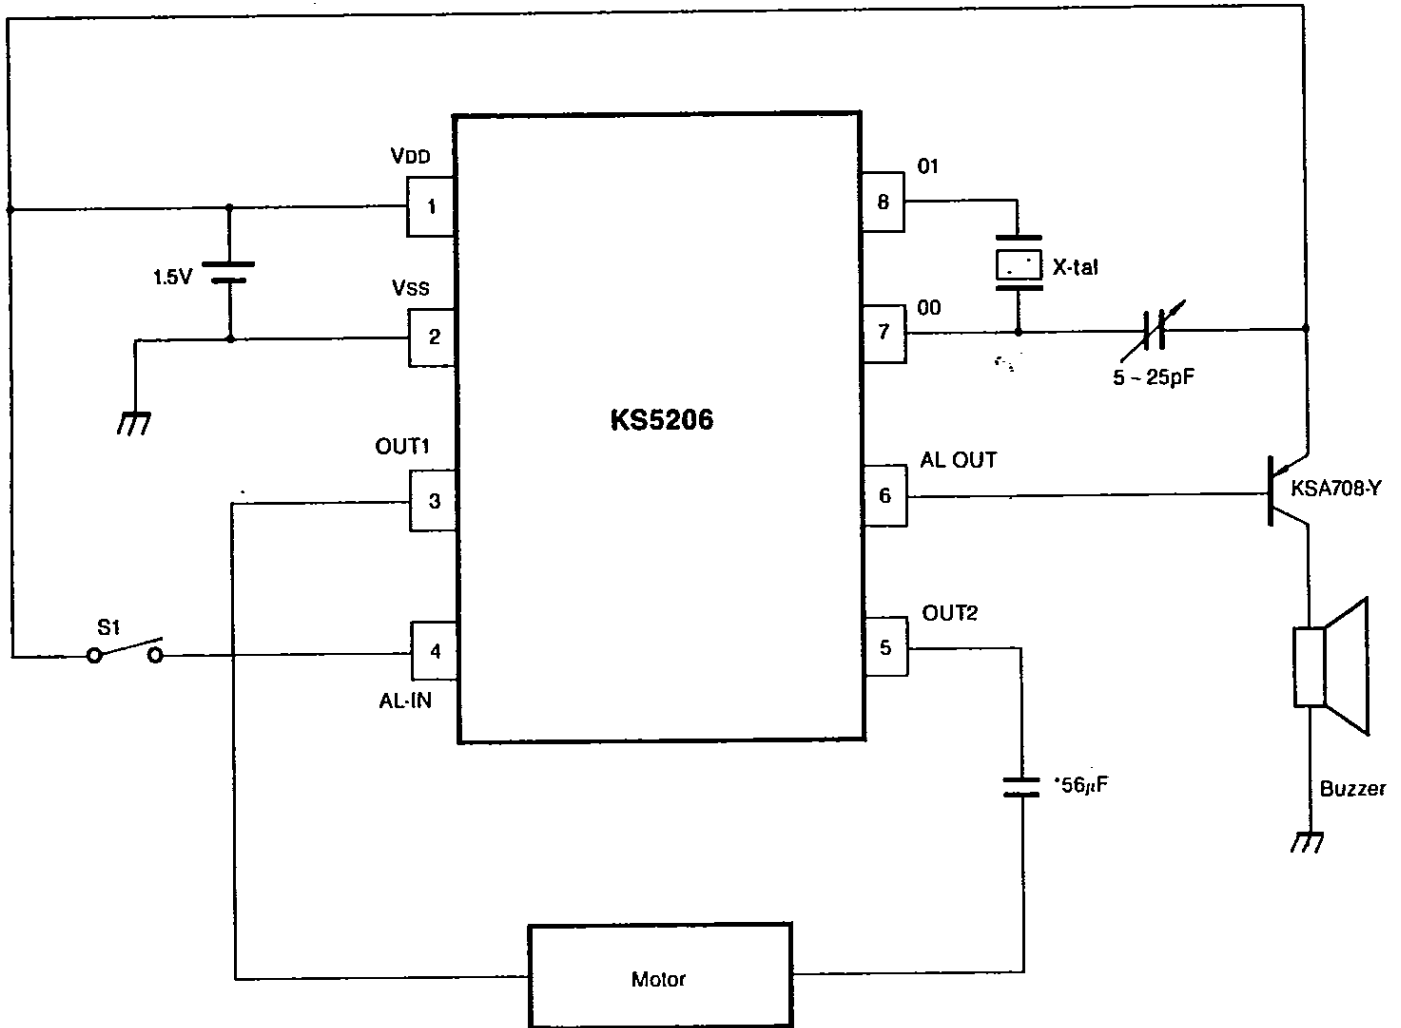 VDD
1
1.5V
VSS
2
OUT1
3
S1
4
AL-IN
KS5206
01
8
X-tal
00
7
5 ~ 25pF
AL OUT
6
KSA708-Y
OUT2
5
*56μF
Buzzer
Motor